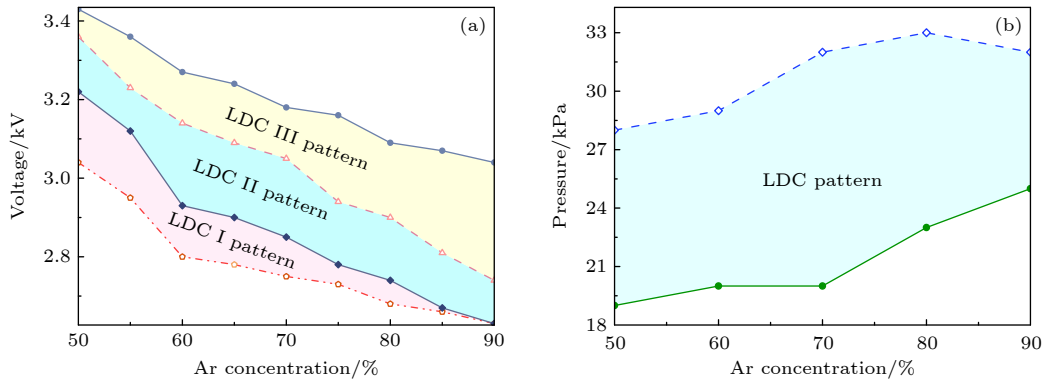 (a)
Voltage/kV
3.4
3.2
3.0
2.8
LDC III pattern
LDC II pattern
LDC I pattern
50 60 70 80 90
Ar concentration/%
(b)
Pressure/kPa
33
30
27
24
21
18
LDC pattern
50 60 70 80 90
Ar concentration/%